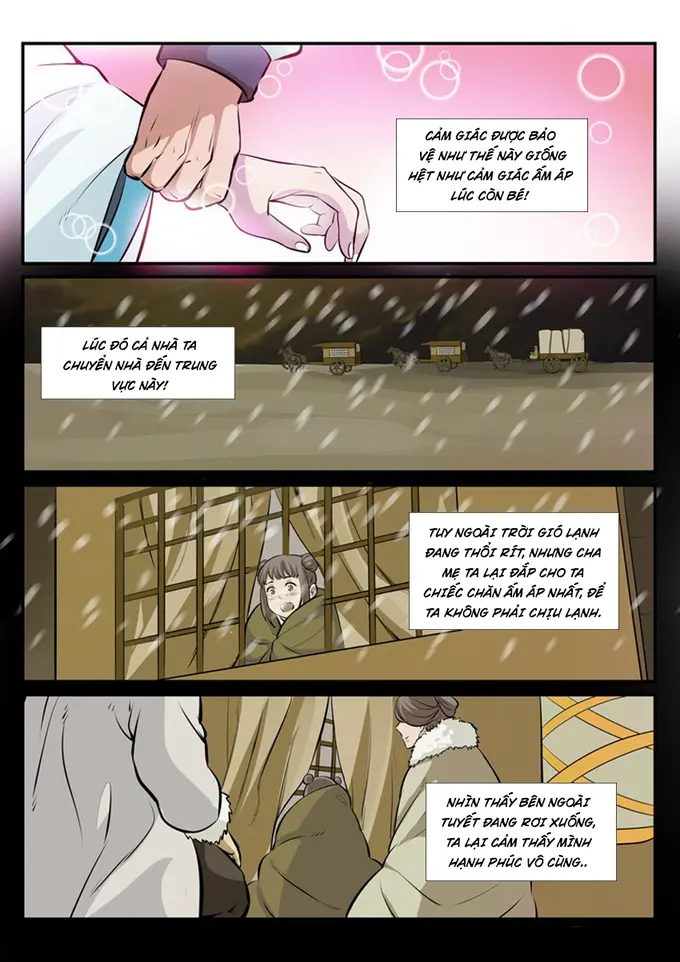 CẢM GIÁC ĐƯỢC BẢO
VỆ NHƯ THẾ NÀY GIỐNG
HỆT NHƯ CẢM GIÁC ẤM ÁP
LÚC CÒN BÉ!
LÚC ĐÓ CẢ NHÀ TA
CHUYỂN NHÀ ĐẾN TRUNG
VỰC NÀY!
TUY NGOÀI TRỜI GIÓ LẠNH
ĐANG THỔI RÍT, NHƯNG CHA
MẸ TA LẠI ĐẮP CHO TA
CHIẾC CHĂN ẤM ÁP NHẤT, ĐỂ
TA KHÔNG PHẢI CHỊU LẠNH.
NHÌN THẤY BÊN NGOÀI
TUYẾT ĐANG RƠI XUỐNG,
TA LẠI CẢM THẤY MÌNH
HẠNH PHÚC VÔ CÙNG..